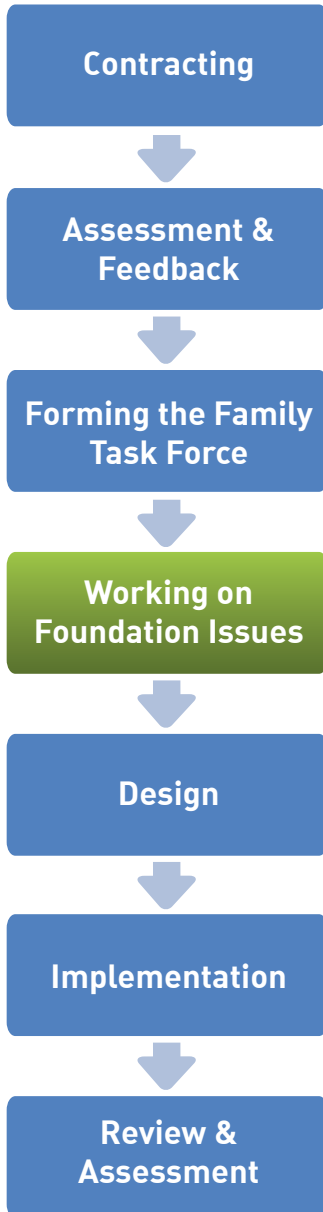 Contracting
Assessment &
Feedback
Forming the Family
Task Force
Working on
Foundation Issues
Design
Implementation
Review &
Assessment